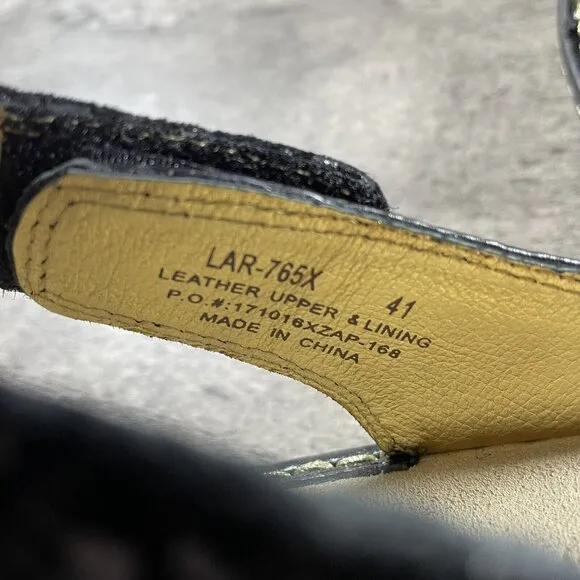 LAR-765X 41
LEATHER UPPER & LINING
P.O.#:171016XZAP-168
MADE IN CHINA